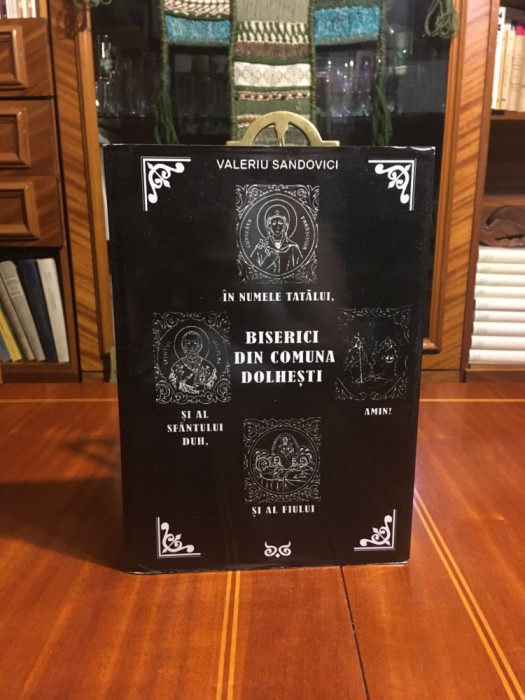 VALERIU SANDOVICI
ÎN NUMELE TATĂLUI,
BISERICI
DIN COMUNA
DOLHEȘTI
ȘI AL
SFÂNTULUI
DUH,
AMIN!
ȘI AL FIULUI